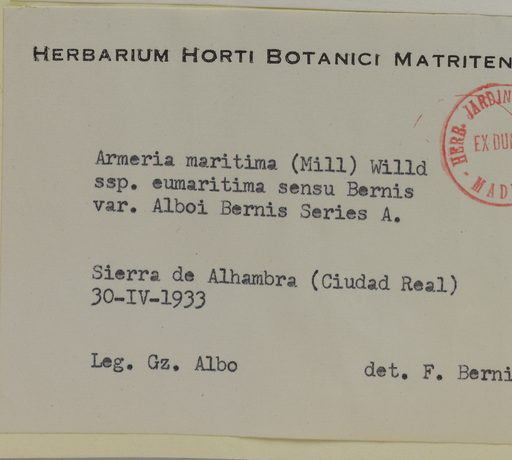 HERBARIUM HORTI BOTANICI MATRITEN
HERB. JARDIN
EX DU
MAD
Armeria maritima (Mill) Willd
ssp. eumaritima sensu Bernis
var. Alboi Bernis Series A.
Sierra de Alhambra (Ciudad Real)
30-IV-1933
Leg. Gz. Albo
det. F. Berni